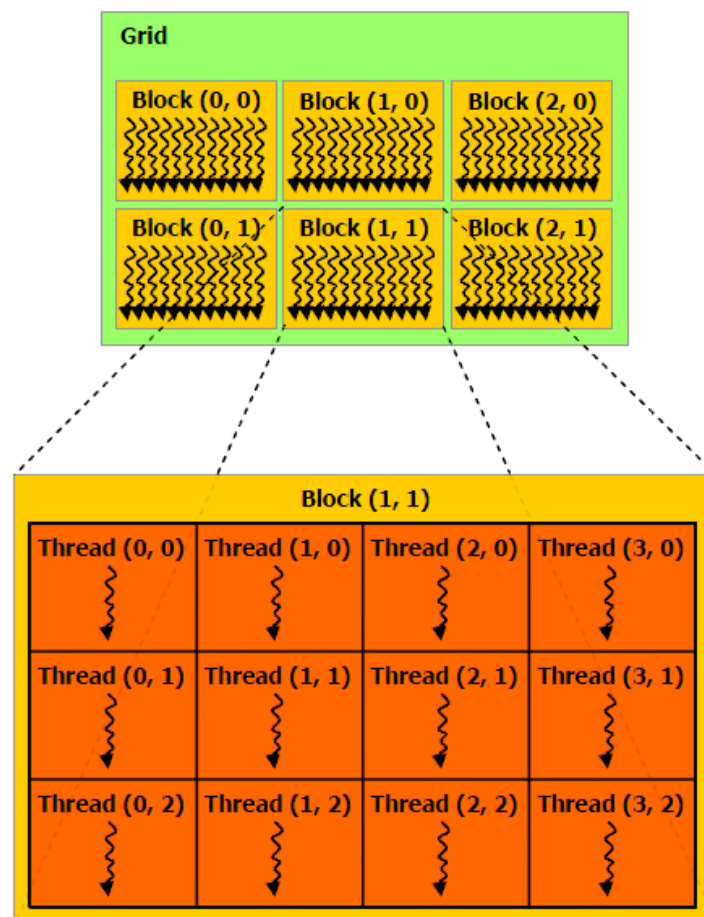 Grid
Block (0, 0) Block (1, 0) Block (2, 0)
Block (0, 1) Block (1, 1) Block (2, 1)
Block (1, 1)
Thread (0, 0) Thread (1, 0) Thread (2, 0) Thread (3, 0)
Thread (0, 1) Thread (1, 1) Thread (2, 1) Thread (3, 1)
Thread (0, 2) Thread (1, 2) Thread (2, 2) Thread (3, 2)